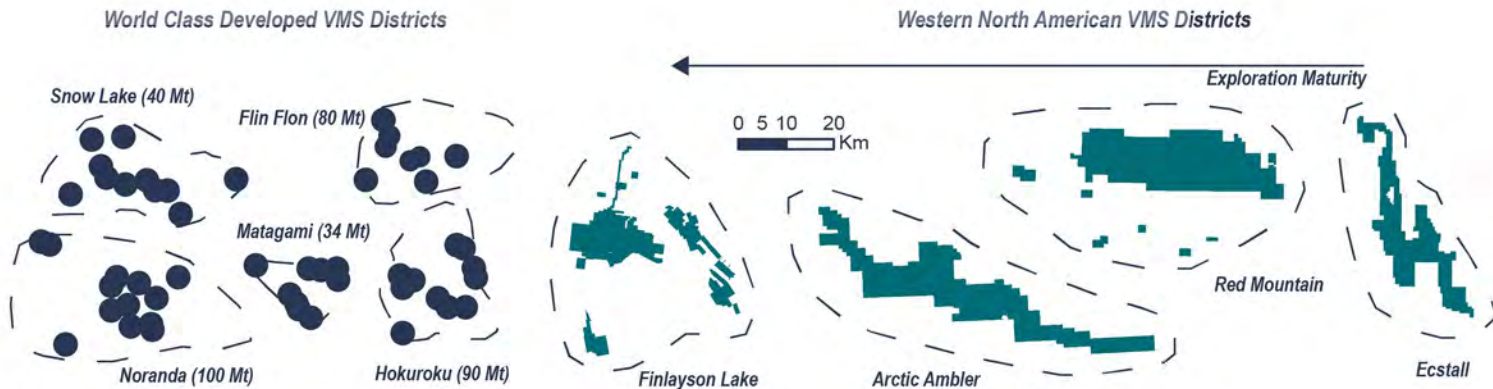 World Class Developed VMS Districts
Western North American VMS Districts
Exploration Maturity
Snow Lake (40 Mt)
Flin Flon (80 Mt)
0 5 10 20
Km
Matagami (34 Mt)
Red Mountain
Noranda (100 Mt)
Hokuroku (90 Mt)
Finlayson Lake
Arctic Ambler
Ecstall